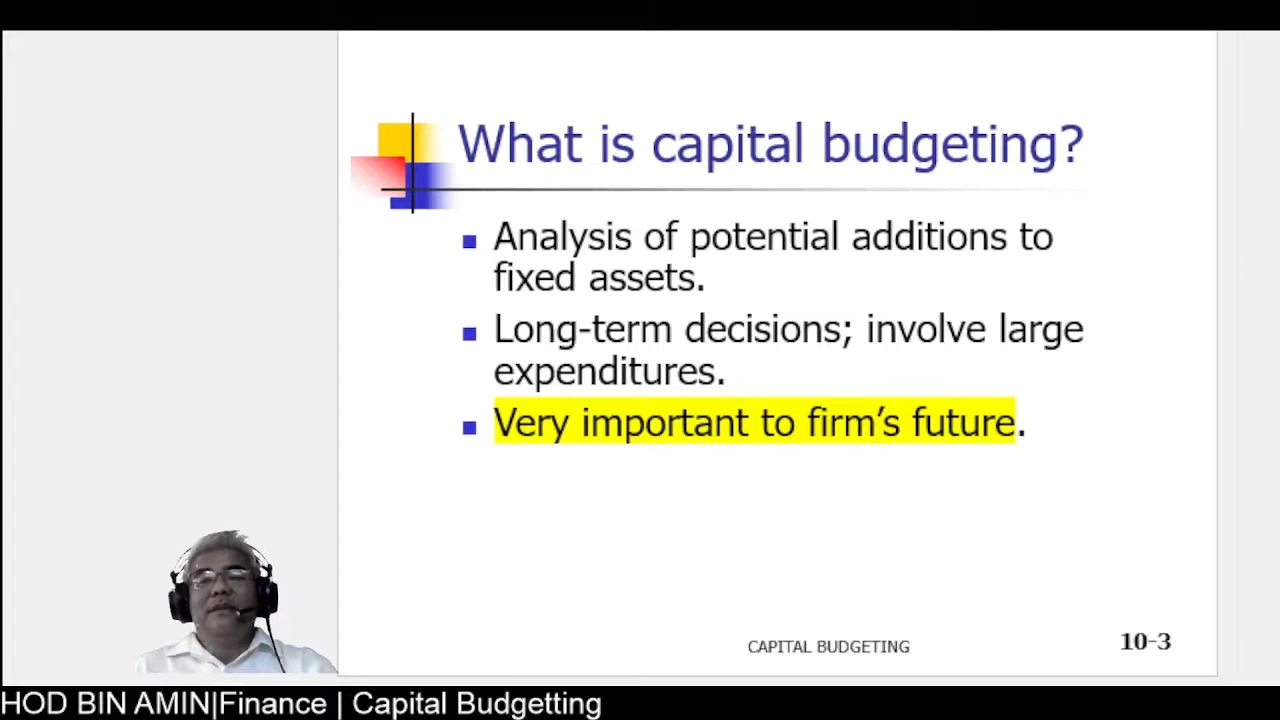 What is capital budgeting?
Analysis of potential additions to
fixed assets.
Long-term decisions; involve large
expenditures.
Very important to firm’s future.
CAPITAL BUDGETING
10-3
HOD BIN AMIN|Finance | Capital Budgetting